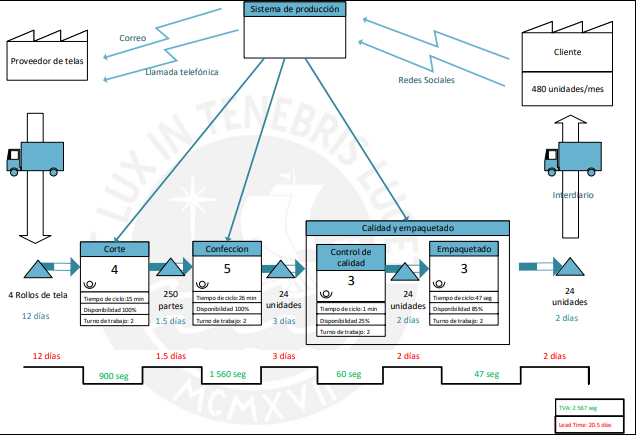 Sistema de producción
Correo
Llamada telefónica
Redes Sociales
Proveedor de telas
Cliente
480 unidades/mes
Interdiario
LUX IN TENEBRIS LUCET
MCMXVII
Calidad y empaquetado
Corte
4
Tiempo de ciclo:15 min
Disponibilidad 100%
Turno de trabajo: 2
Confeccion
5
Tiempo de ciclo:26 min
Disponibilidad 100%
Turno de trabajo: 2
Control de
calidad
3
Tiempo de ciclo: 1 min
Disponibilidad 25%
Turno de trabajo: 2
Empaquetado
3
Tiempo de ciclo:47 seg
Disponibilidad 85%
Turno de trabajo: 2
4 Rollos de tela
12 días
250
partes
1.5 días
24
unidades
3 días
24
unidades
2 días
24
unidades
2 días
12 días
1.5 días
3 días
2 días
2 días
900 seg
1 560 seg
60 seg
47 seg
TVA: 2 567 seg
Lead Time: 20.5 días